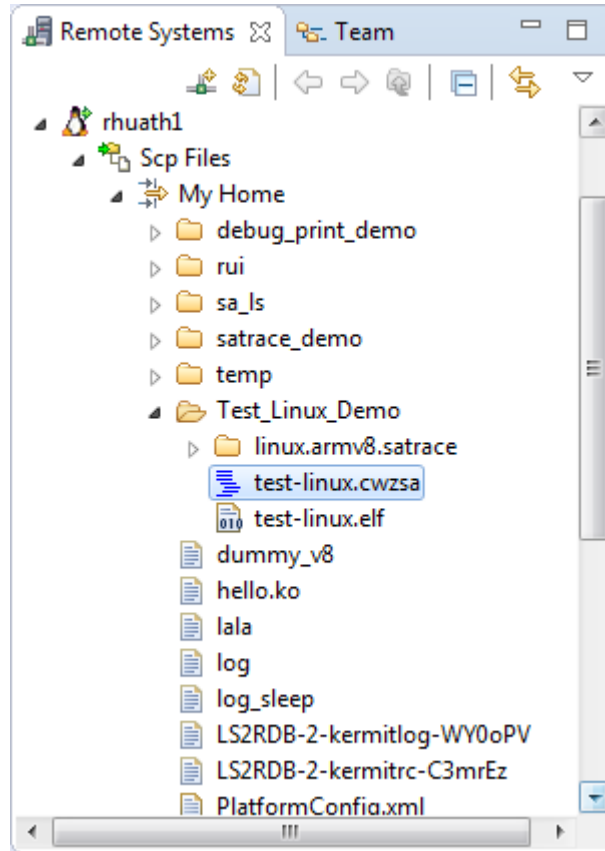 Remote Systems Team
rhuath1
Scp Files
My Home
debug_print_demo
rui
sa_ls
satrace_demo
temp
Test_Linux_Demo
linux.armv8.satrace
test-linux.cwzsa
010 test-linux.elf
dummy_v8
hello.ko
lala
log
log_sleep
LS2RDB-2-kermitlog-WY0oPV
LS2RDB-2-kermitrc-C3mrEz
PlatformConfig.xml